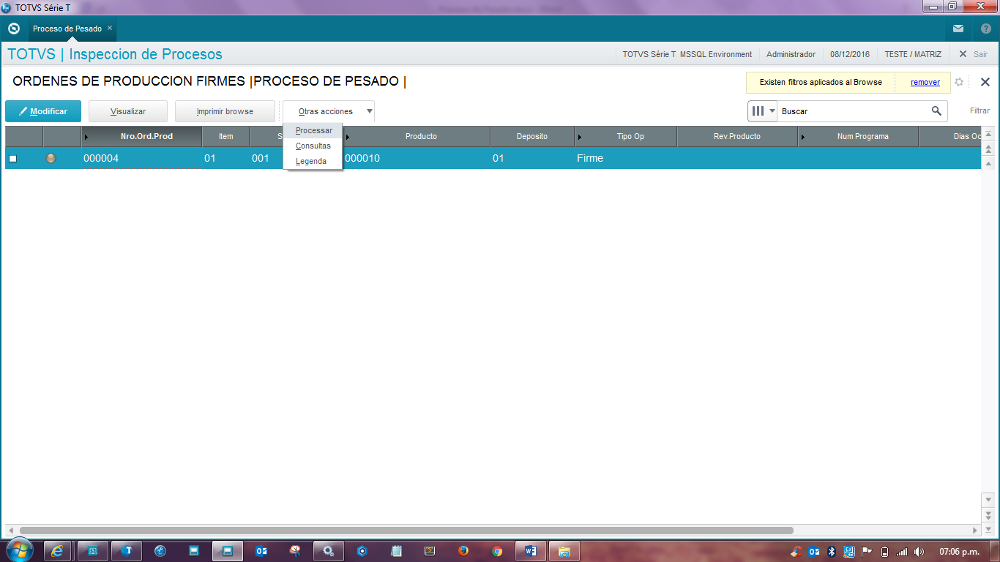 TOTVS Série T
Proceso de Pesado ×
TOTVS | Inspeccion de Procesos
TOTVS Série T MSSQL Environment
Administrador
08/12/2016
TESTE / MATRIZ
Sair
ORDENES DE PRODUCCION FIRMES |PROCESO DE PESADO |
Existen filtros aplicados al Browse
remover
Modificar
Visualizar
Imprimir browse
Otras acciones
Buscar
Filtrar
Processar
Consultas
Legenda
Nro.Ord.Prod
Item
S
Producto
Deposito
Tipo Op
Rev.Producto
Num Programa
Dias Oc
000004
01
001
000010
01
Firme
07:06 p.m.